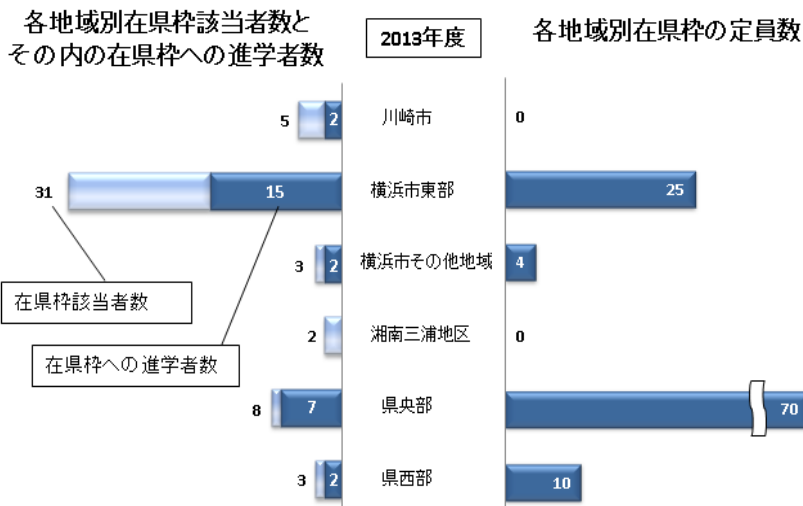 各地域別在県枠該当者数と
その内の在県枠への進学者数
2013年度
各地域別在県枠の定員数
5 2 川崎市 0
31 15 横浜市東部 25
3 2 横浜市その他地域 4
在県枠該当者数
2 湘南三浦地区 0
在県枠への進学者数
8 7 県央部 70
3 2 県西部 10